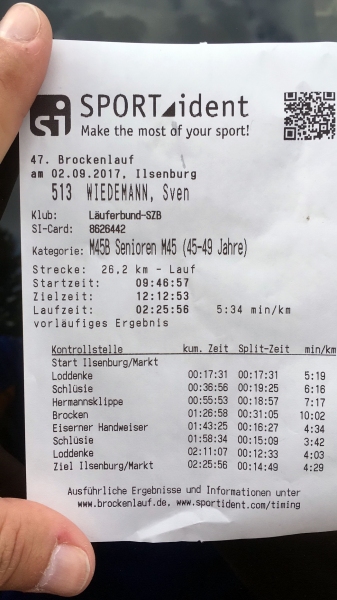 si SPORTident
Make the most of your sport!
47. Brockenlauf
am 02.09.2017, Ilsenburg
513 WIEDEMANN, Sven
Klub: Läuferbund-SZB
SI-Card: 8626442
Kategorie: M45B Senioren M45 (45-49 Jahre)
Strecke: 26.2 km - Lauf
Startzeit: 09:46:57
Zielzeit: 12:12:53
Laufzeit: 02:25:56 5:34 min/km
vorläufiges Ergebnis
Kontrollstelle kum. Zeit Split-Zeit min/km
Start Ilsenburg/Markt
Loddenke 00:17:31 00:17:31 5:19
Schlüsie 00:36:56 00:19:25 6:16
Hermannsklippe 00:55:53 00:18:57 7:17
Brocken 01:26:58 00:31:05 10:02
Eiserner Handweiser 01:43:25 00:16:27 4:34
Schlüsie 01:58:34 00:15:09 3:42
Loddenke 02:11:07 00:12:33 4:03
Ziel Ilsenburg/Markt 02:25:56 00:14:49 4:29
Ausführliche Ergebnisse und Informationen unter
www.brockenlauf.de, www.sportident.com/timing